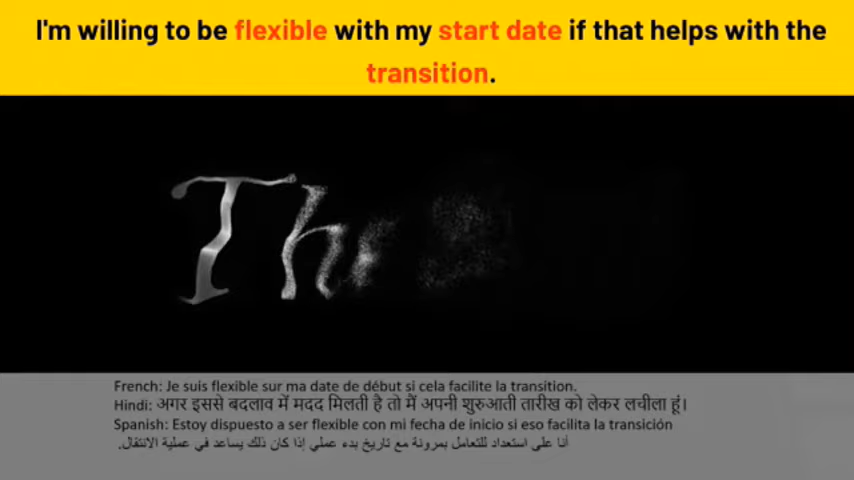 I'm willing to be flexible with my start date if that helps with the
transition.
Th
French: Je suis flexible sur ma date de début si cela facilite la transition.
Hindi: अगर इससे बदलाव में मदद मिलती है तो मैं अपनी शुरुआती तारीख को लेकर लचीला हूं।
Spanish: Estoy dispuesto a ser flexible con mi fecha de inicio si eso facilita la transición
أنا على استعداد للتعامل بمرونة مع تاريخ بدء عملي إذا كان ذلك يساعد في عملية الانتقال.